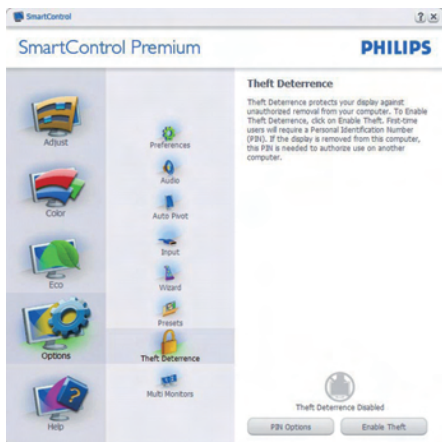 SmartControl
SmartControl Premium
PHILIPS
Adjust
Color
Eco
Options
Help
Preferences
Audio
Auto Pivot
Input
Wizard
Presets
Theft Deterrence
Multi Monitors
Theft Deterrence
Theft Deterrence protects your display against
unauthorized removal from your computer. To Enable
Theft Deterrence, click on Enable Theft. First-time
users will require a Personal Identification Number
(PIN). If the display is removed from this computer,
this PIN is needed to authorize use on another
computer.
Theft Deterrence Disabled
PIN Options
Enable Theft